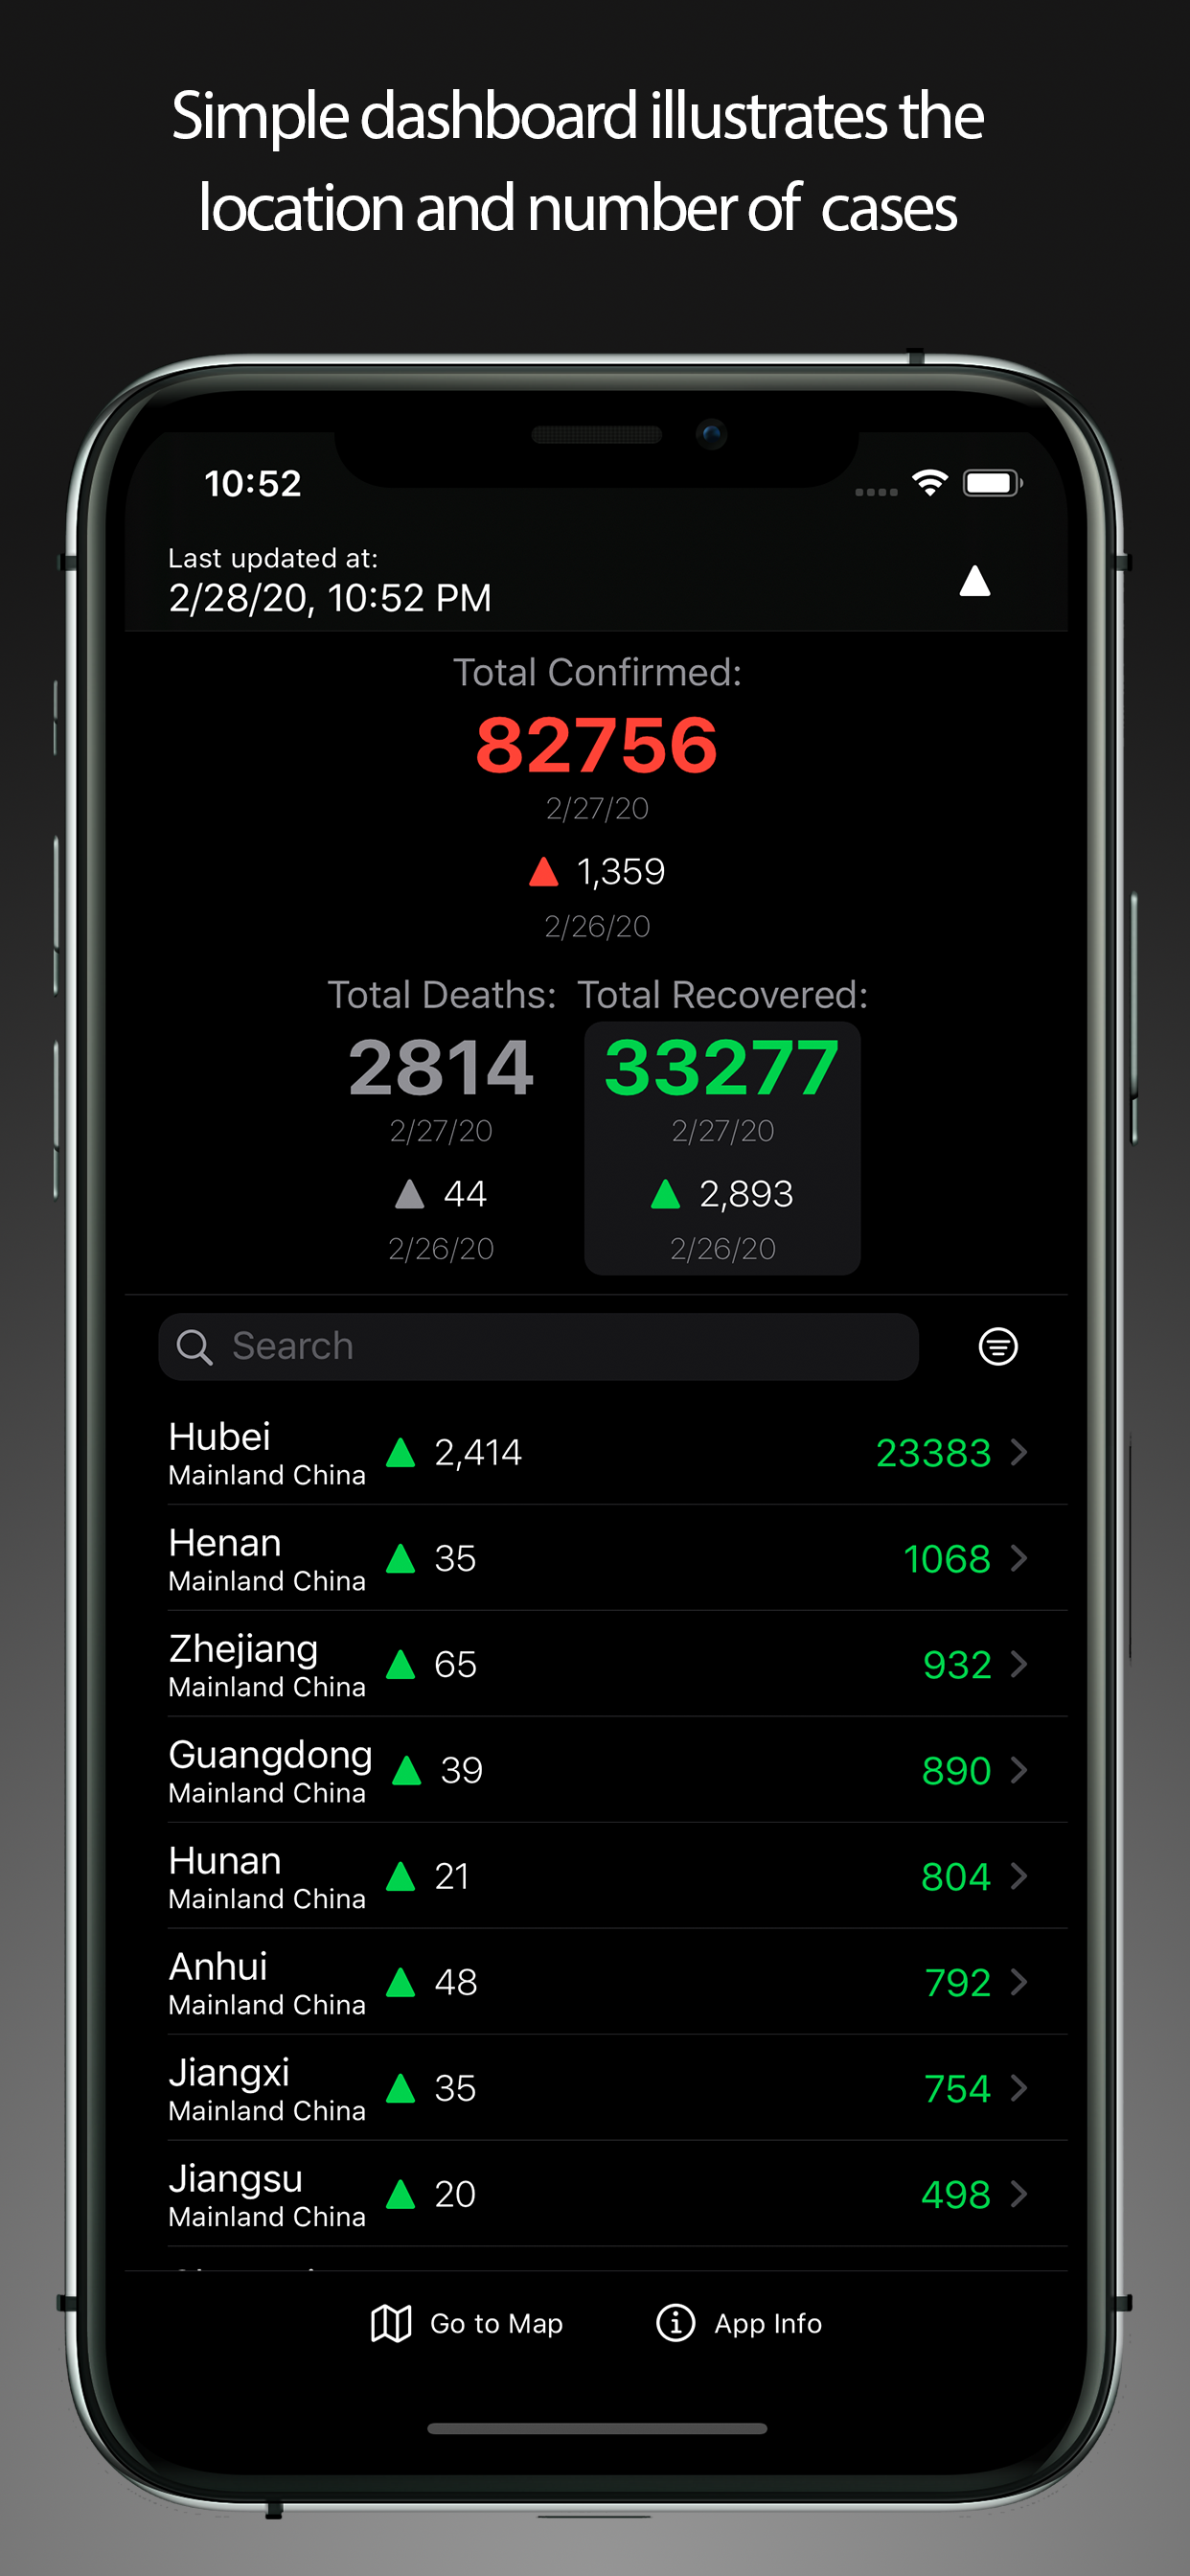 Simple dashboard illustrates the
location and number of cases
10:52
Last updated at:
2/28/20, 10:52 PM
Total Confirmed:
82756
2/27/20
1,359
2/26/20
Total Deaths: Total Recovered:
2814 33277
2/27/20 2/27/20
44 2,893
2/26/20 2/26/20
Search
Hubei
Mainland China
2,414 23383
Henan
Mainland China
35 1068
Zhejiang
Mainland China
65 932
Guangdong
Mainland China
39 890
Hunan
Mainland China
21 804
Anhui
Mainland China
48 792
Jiangxi
Mainland China
35 754
Jiangsu
Mainland China
20 498
Go to Map App Info